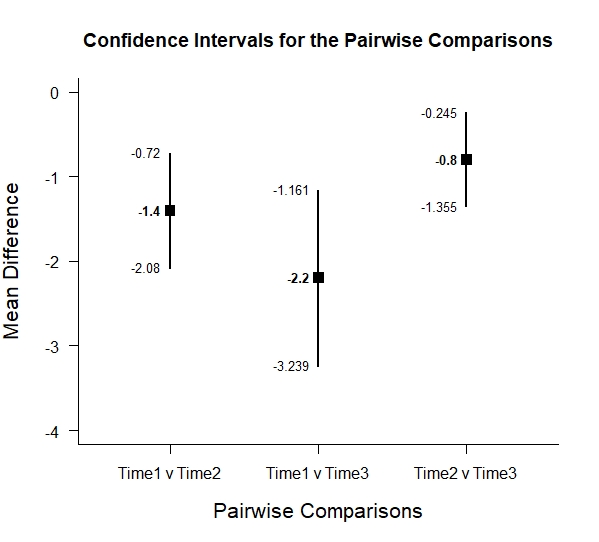 Confidence Intervals for the Pairwise Comparisons
Mean Difference
0
-1
-2
-3
-4
-0.72
-1.4
-2.08
-1.161
-2.2
-3.239
-0.245
-0.8
-1.355
Time1 v Time2
Time1 v Time3
Time2 v Time3
Pairwise Comparisons